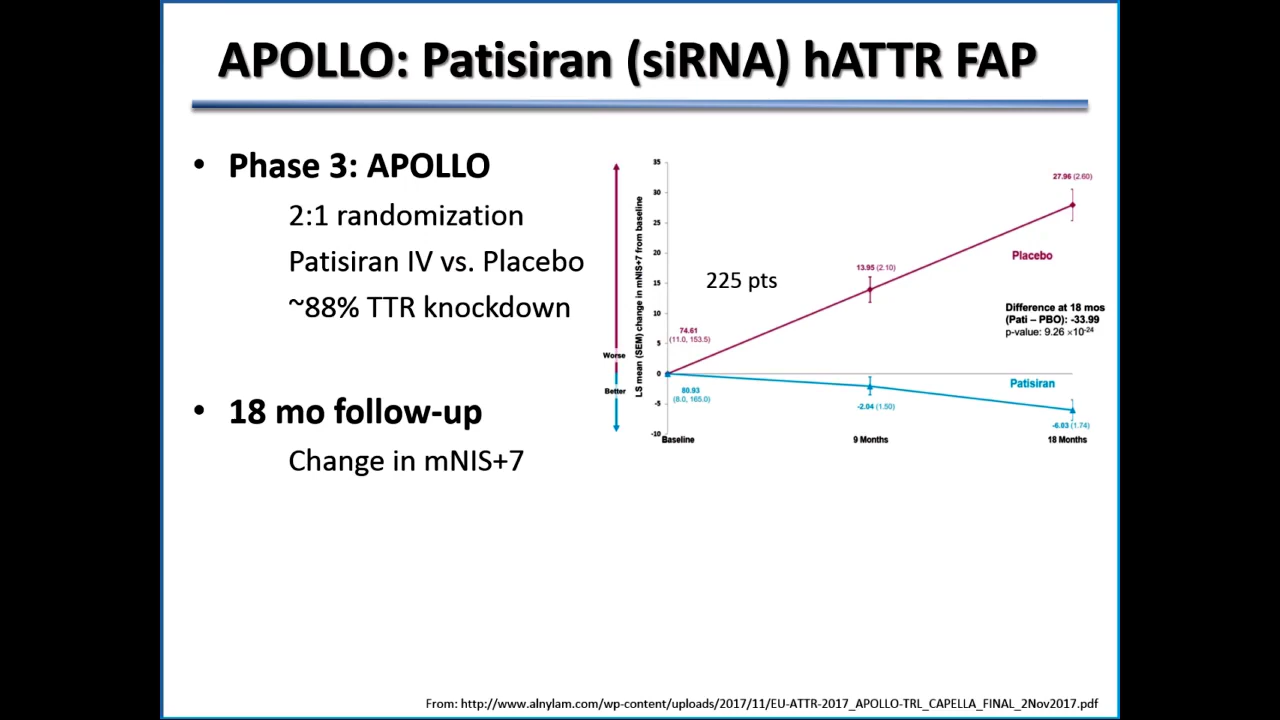 APOLLO: Patisiran (siRNA) hATTR FAP
• Phase 3: APOLLO
2:1 randomization
Patisiran IV vs. Placebo
~88% TTR knockdown
• 18 mo follow-up
Change in mNIS+7
Worse
Better
LS mean (SEM) change in mNIS+7 from baseline
35
30
25
20
15
10
5
0
-5
-10
225 pts
74.61
(11.0, 153.5)
80.93
(8.0, 165.0)
13.95 (2.10)
-2.04 (1.50)
27.96 (2.60)
Placebo
Difference at 18 mos
(Pati – PBO): -33.99
p-value: 9.26 ×10-24
Patisiran
-6.03 (1.74)
Baseline
9 Months
18 Months
From: http://www.alnylam.com/wp-content/uploads/2017/11/EU-ATTR-2017_APOLLO-TRL_CAPELLA_FINAL_2Nov2017.pdf